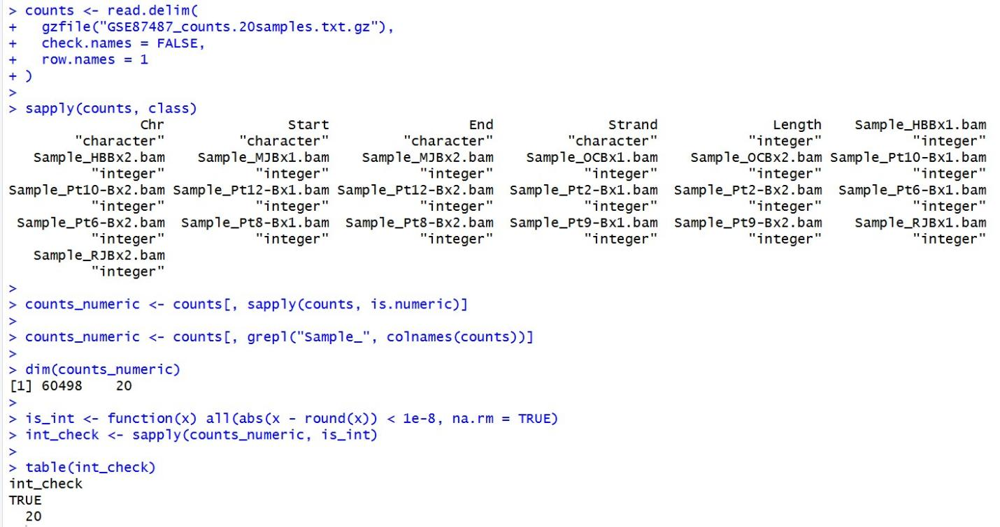 > counts <- read.delim(
+   gzfile("GSE87487_counts.20samples.txt.gz"),
+   check.names = FALSE,
+   row.names = 1
+ )
>
> sapply(counts, class)
                Chr               Start                 End              Strand              Length    Sample_HBBx1.bam
        "character"         "character"         "character"         "character"           "integer"           "integer"
   Sample_HBBx2.bam    Sample_MJBx1.bam    Sample_MJBx2.bam    Sample_OCBx1.bam    Sample_OCBx2.bam Sample_Pt10-Bx1.bam
          "integer"           "integer"           "integer"           "integer"           "integer"           "integer"
Sample_Pt10-Bx2.bam Sample_Pt12-Bx1.bam Sample_Pt12-Bx2.bam  Sample_Pt2-Bx1.bam  Sample_Pt2-Bx2.bam  Sample_Pt6-Bx1.bam
          "integer"           "integer"           "integer"           "integer"           "integer"           "integer"
 Sample_Pt6-Bx2.bam  Sample_Pt8-Bx1.bam  Sample_Pt8-Bx2.bam  Sample_Pt9-Bx1.bam  Sample_Pt9-Bx2.bam    Sample_RJBx1.bam
          "integer"           "integer"           "integer"           "integer"           "integer"           "integer"
   Sample_RJBx2.bam
          "integer"
>
> counts_numeric <- counts[, sapply(counts, is.numeric)]
>
> counts_numeric <- counts[, grepl("Sample_", colnames(counts))]
>
> dim(counts_numeric)
[1] 60498    20
>
> is_int <- function(x) all(abs(x - round(x)) < 1e-8, na.rm = TRUE)
> int_check <- sapply(counts_numeric, is_int)
>
> table(int_check)
int_check
TRUE
  20